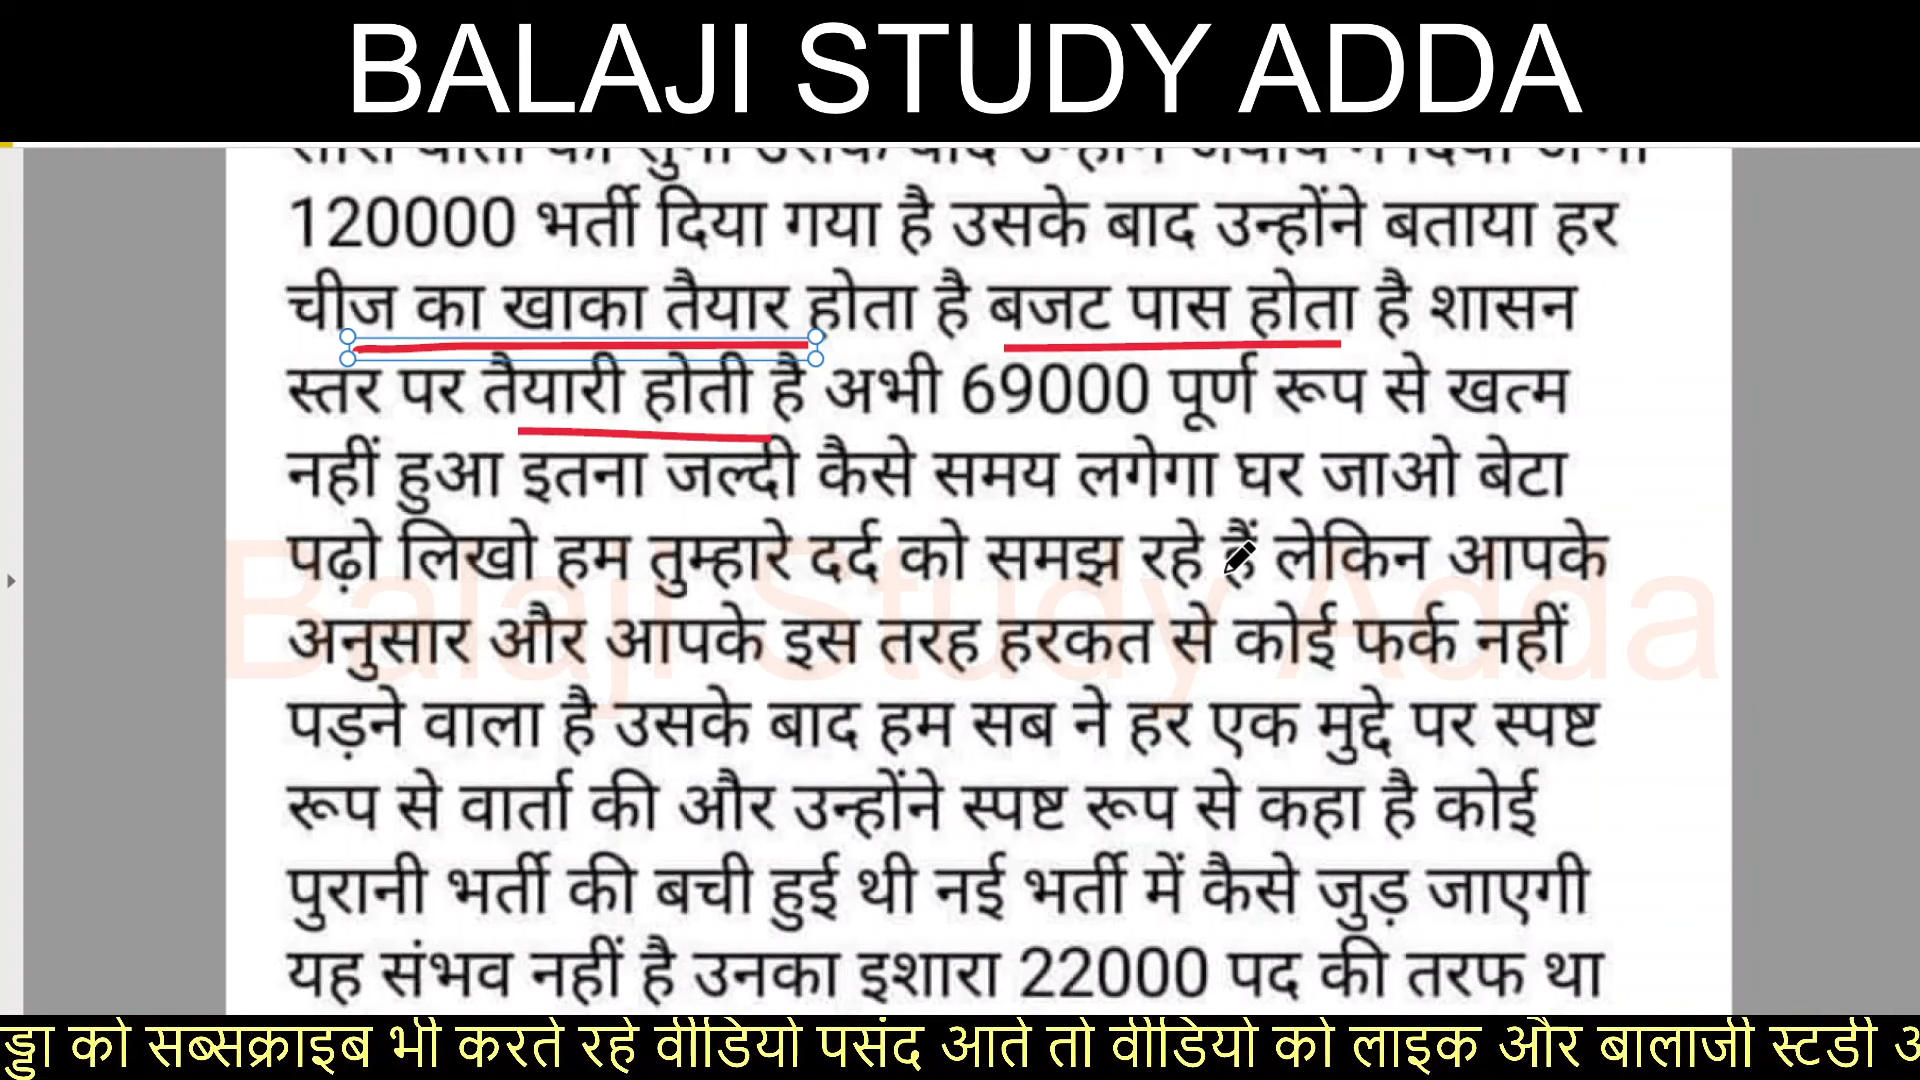 BALAJI STUDY ADDA
120000 भर्ती दिया गया है उसके बाद उन्होंने बताया हर
चीज का खाका तैयार होता है बजट पास होता है शासन
स्तर पर तैयारी होती है अभी 69000 पूर्ण रूप से खत्म
नहीं हुआ इतना जल्दी कैसे समय लगेगा घर जाओ बेटा
पढ़ो लिखो हम तुम्हारे दर्द को समझ रहे हैं लेकिन आपके
Balaji Study Adda
अनुसार और आपके इस तरह हरकत से कोई फर्क नहीं
पड़ने वाला है उसके बाद हम सब ने हर एक मुद्दे पर स्पष्ट
रूप से वार्ता की और उन्होंने स्पष्ट रूप से कहा है कोई
पुरानी भर्ती की बची हुई थी नई भर्ती में कैसे जुड़ जाएगी
यह संभव नहीं है उनका इशारा 22000 पद की तरफ था
को सब्सक्राइब भी करते रहे वीडियो पसंद आते तो वीडियो को लाइक और बालाजी स्टडी